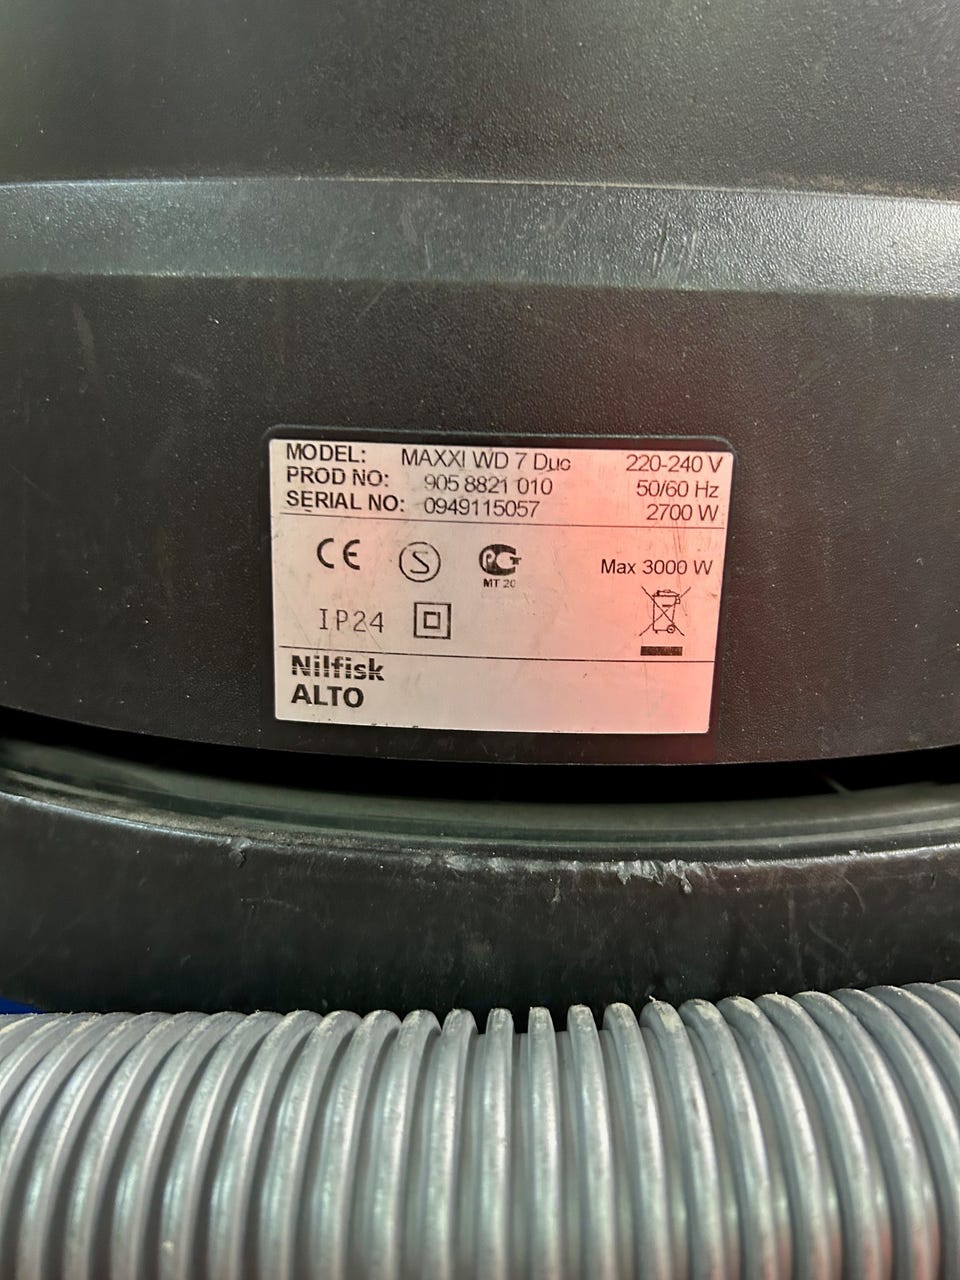 MODEL: MAXXI WD 7 Duo 220-240 V
PROD NO: 905 8821 010 50/60 Hz
SERIAL NO: 0949115057 2700 W
CE S PCT Max 3000 W
MT 20
IP24
Nilfisk
ALTO